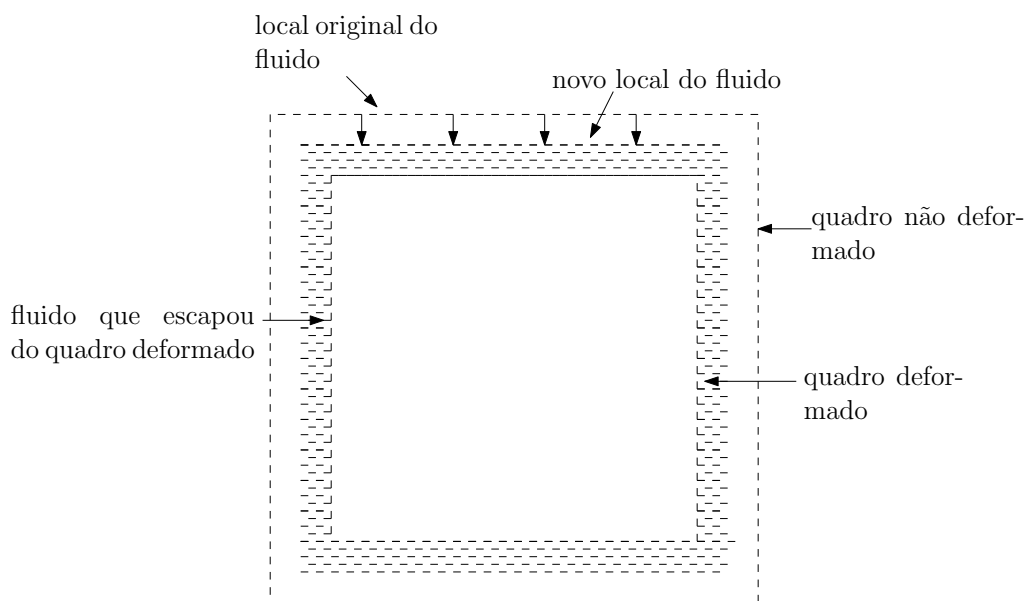 local original do
fluido
novo local do fluido
quadro não defor-
mado
fluido que escapou
do quadro deformado
quadro defor-
mado